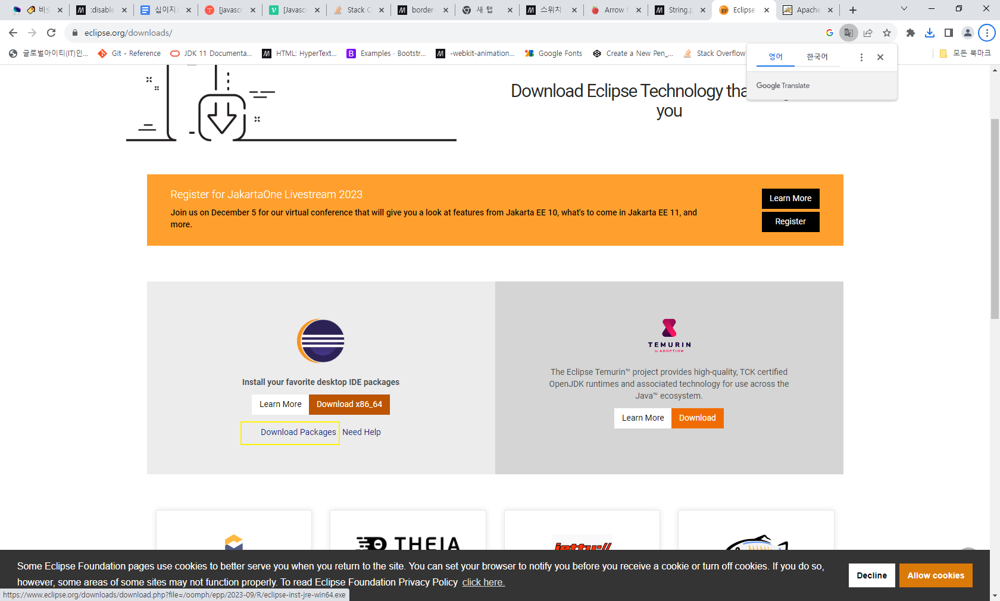 비슷
:disable
십이지
[javascr
[Javascr
Stack O
border-
새 탭
스위치
Arrow f
String.p
Eclipse
Apache
eclipse.org/downloads/
글로벌아이티(IT)인...
Git - Reference
JDK 11 Documenta...
HTML: HyperText...
Examples · Bootstr...
-webkit-animation...
Google Fonts
Create a New Pen_...
Stack Overflow
모든 북마크
영어 한국어
Google Translate
Download Eclipse Technology tha
you
Register for JakartaOne Livestream 2023
Join us on December 5 for our virtual conference that will give you a look at features from Jakarta EE 10, what's to come in Jakarta EE 11, and
more.
Learn More
Register
Install your favorite desktop IDE packages
Learn More Download x86_64
Download Packages Need Help
TEMURIN
by ADOPTIUM
The Eclipse Temurin™ project provides high-quality, TCK certified
OpenJDK runtimes and associated technology for use across the
Java™ ecosystem.
Learn More Download
THEIA
jetty://
Some Eclipse Foundation pages use cookies to better serve you when you return to the site. You can set your browser to notify you before you receive a cookie or turn off cookies. If you do so,
however, some areas of some sites may not function properly. To read Eclipse Foundation Privacy Policy click here.
Decline
Allow cookies
https://www.eclipse.org/downloads/download.php?file=/oomph/epp/2023-09/R/eclipse-inst-jre-win64.exe